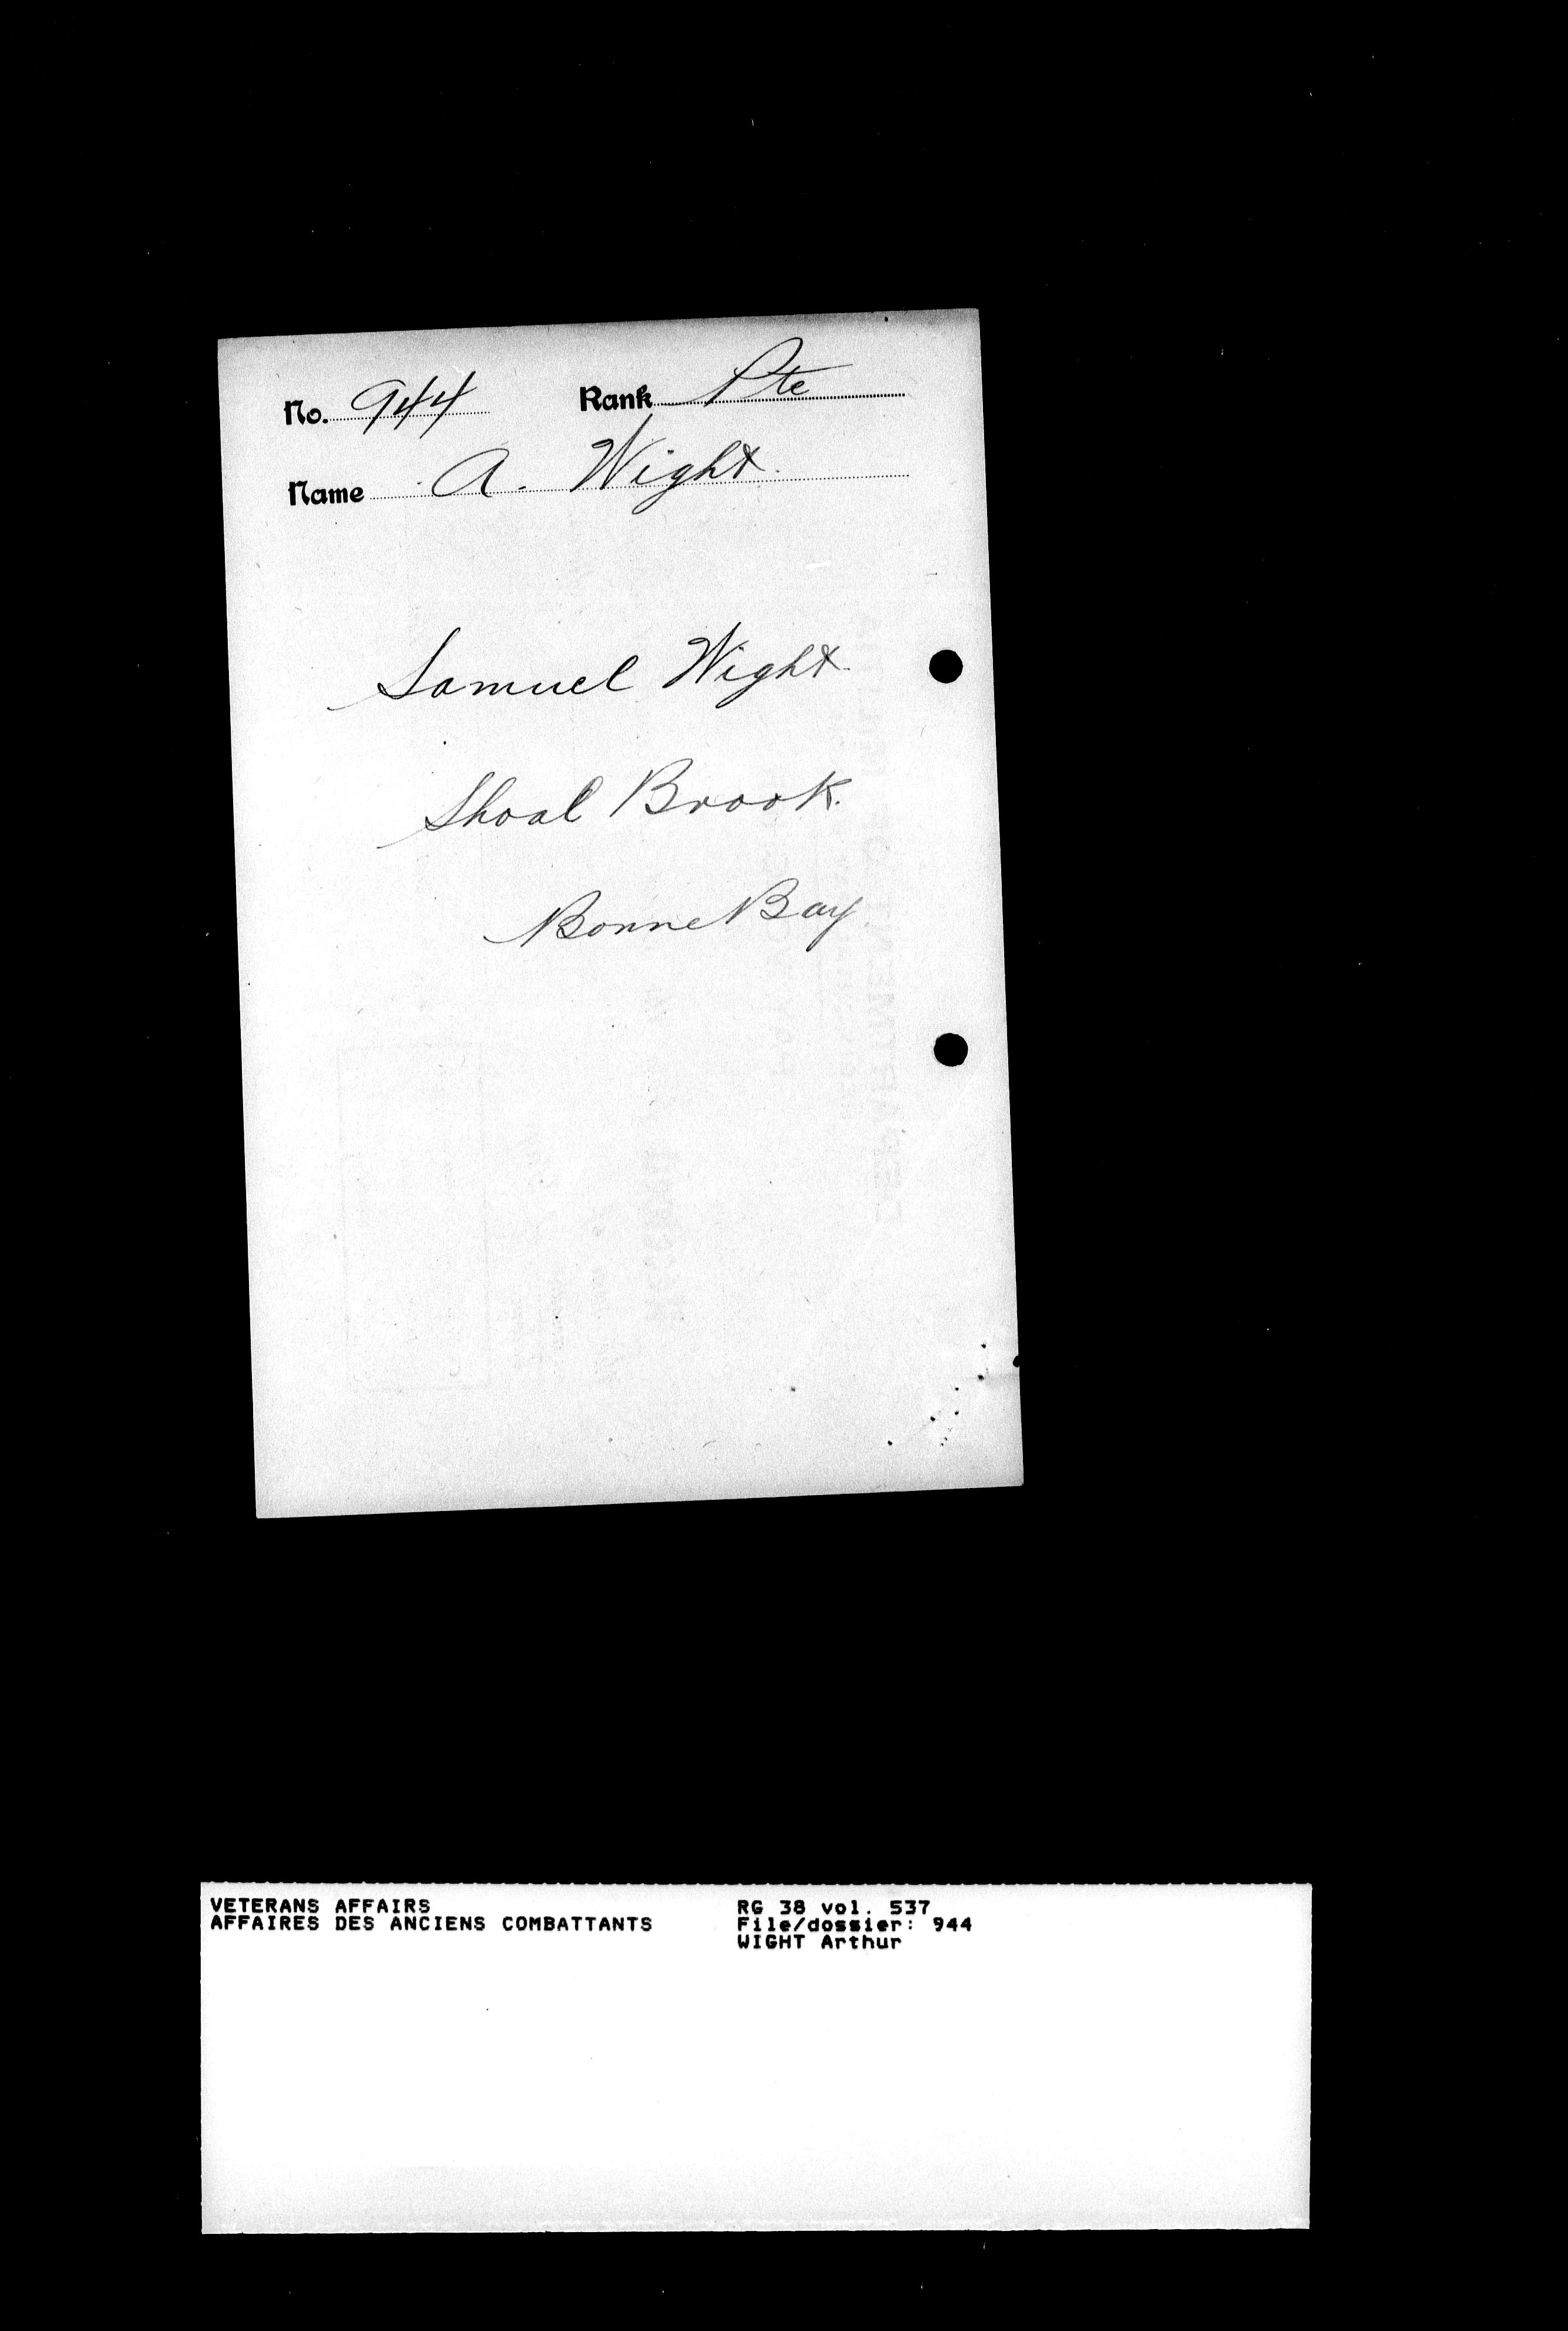 No. 944 Rank Pte
Name A. Wight.
Samuel Wight.
Shoal Brook.
Bonne Bay
VETERANS AFFAIRS RG 38 vol. 537
AFFAIRES DES ANCIENS COMBATTANTS File/dossier: 944
WIGHT Arthur